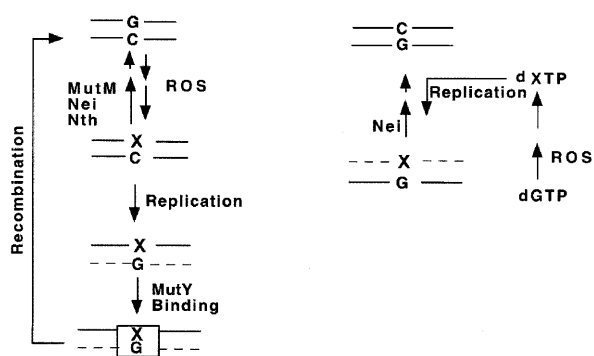 G
C
MutM
Nei
Nth
ROS
X
C
Replication
X
G
MutY
Binding
X
G
Recombination
C
G
dXTP
Replication
Nei
ROS
X
G
dGTP